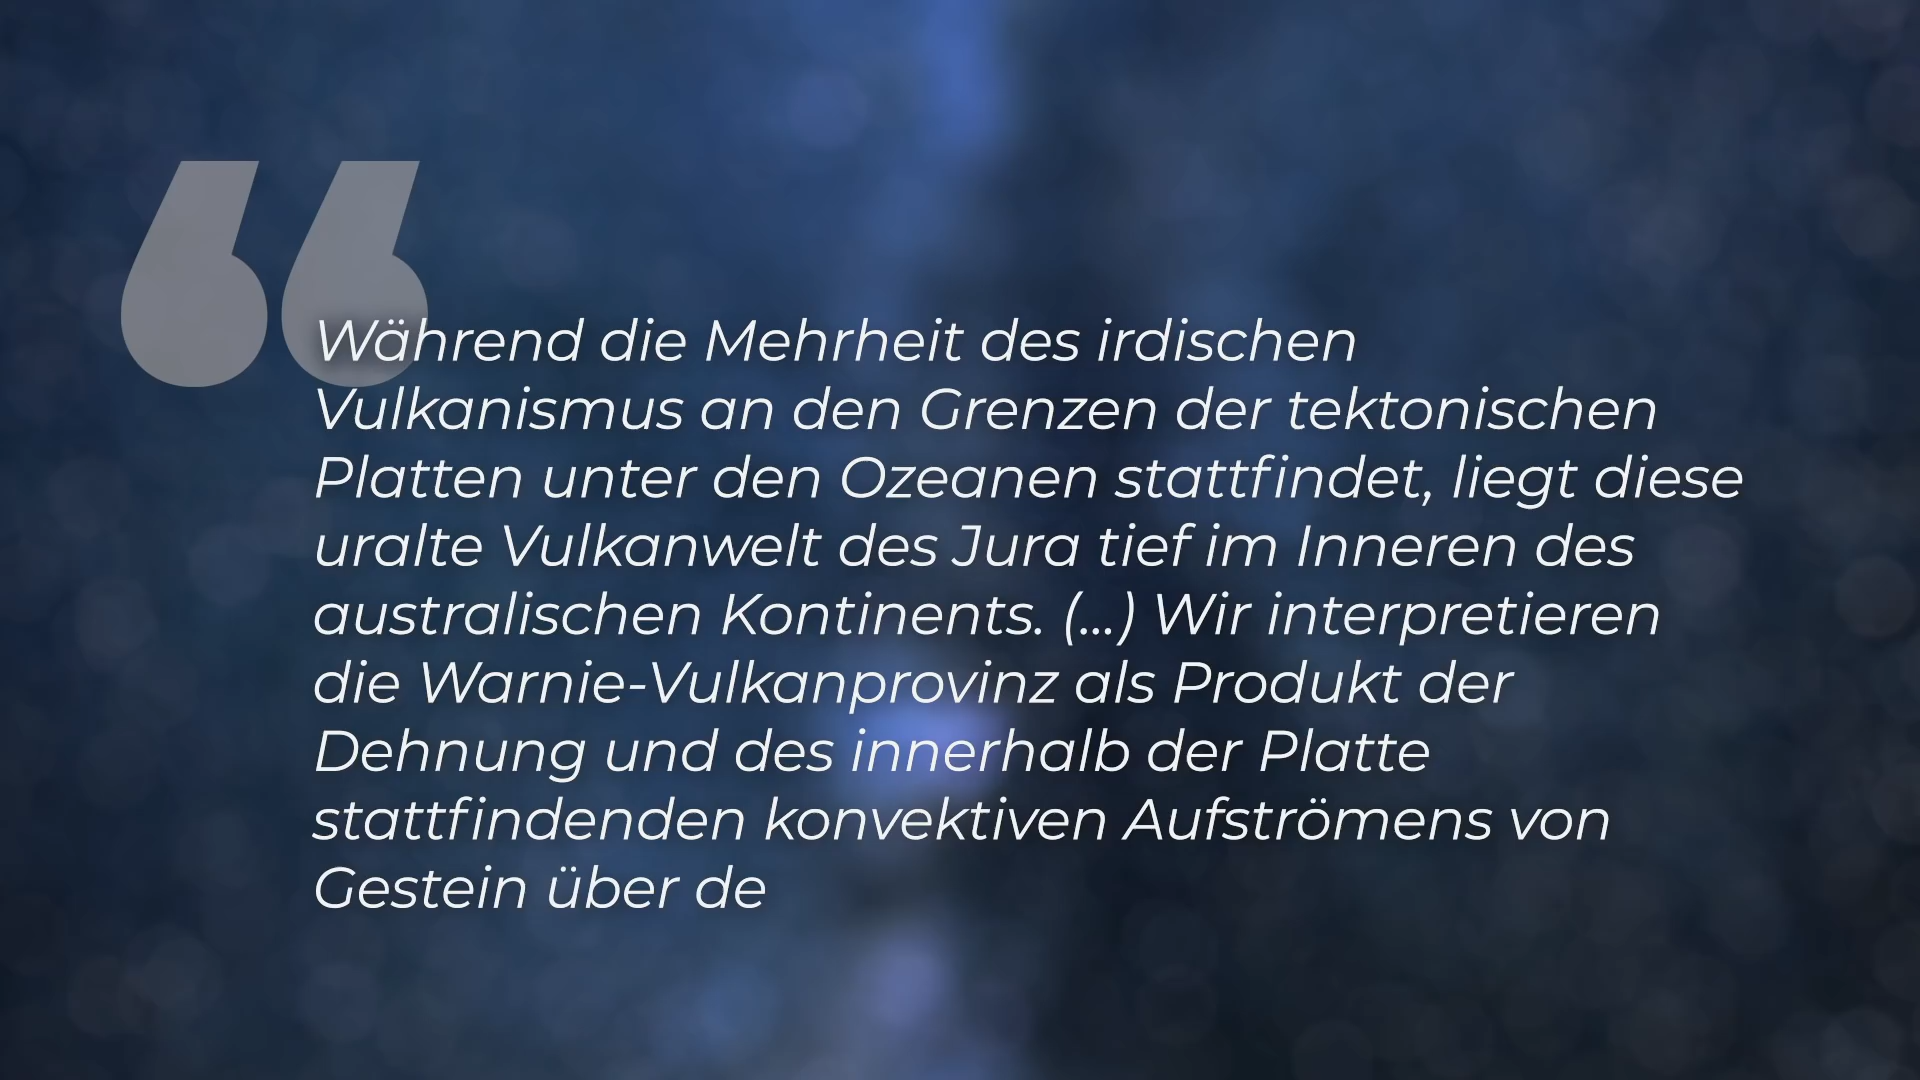 “
Während die Mehrheit des irdischen
Vulkanismus an den Grenzen der tektonischen
Platten unter den Ozeanen stattfindet, liegt diese
uralte Vulkanwelt des Jura tief im Inneren des
australischen Kontinents. (...) Wir interpretieren
die Warnie-Vulkanprovinz als Produkt der
Dehnung und des innerhalb der Platte
stattfindenden konvektiven Aufströmens von
Gestein über de